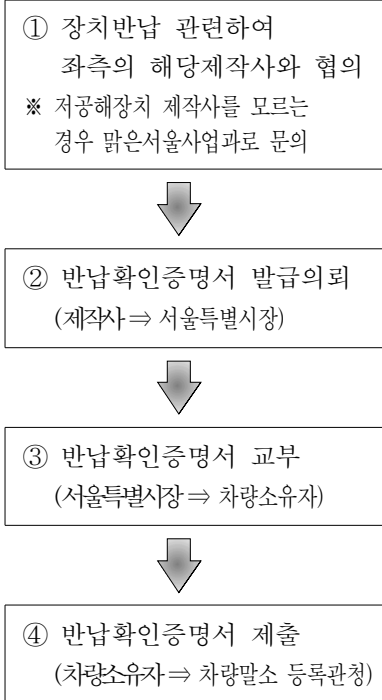 ① 장치반납 관련하여
좌측의 해당제작사와 협의
※ 저공해장치 제작사를 모르는
경우 맑은서울사업과로 문의
② 반납확인증명서 발급의뢰
(제작사⇒ 서울특별시장)
③ 반납확인증명서 교부
(서울특별시장⇒ 차량소유자)
④ 반납확인증명서 제출
(차량소유자⇒ 차량말소 등록관청)